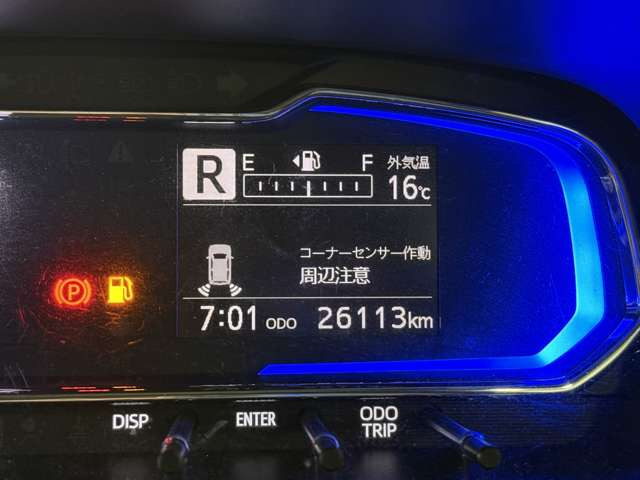 R
E F
外気温
16℃
コーナーセンサー作動
周辺注意
7:01 ODO 26113km
P
DISP
ENTER
ODO
TRIP